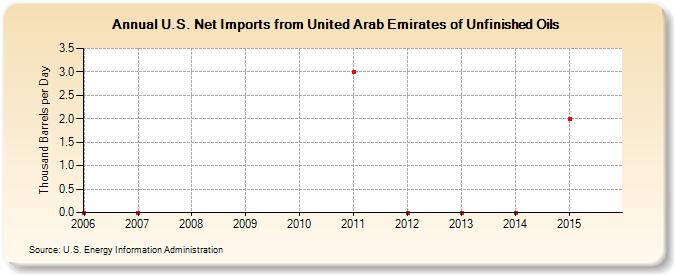 Annual U.S. Net Imports from United Arab Emirates of Unfinished Oils
Thousand Barrels per Day
3.5
3.0
2.5
2.0
1.5
1.0
0.5
0.0
2006 2007 2008 2009 2010 2011 2012 2013 2014 2015
Source: U.S. Energy Information Administration